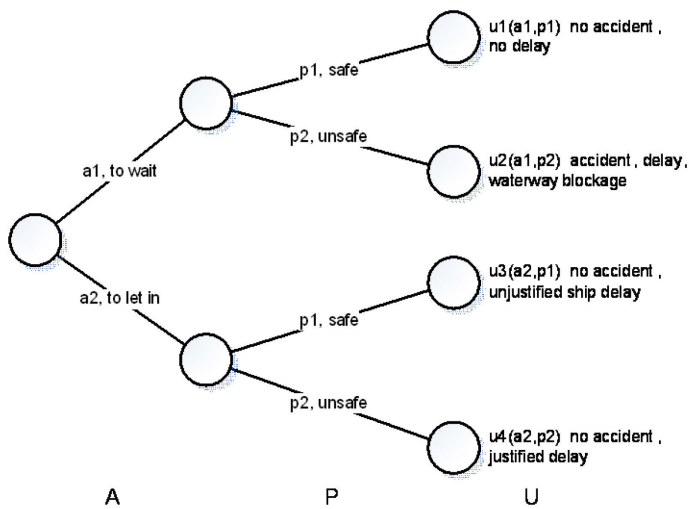 u1(a1,p1) no accident ,
no delay
p1, safe
p2, unsafe
a1, to wait
u2(a1,p2) accident , delay,
waterway blockage
a2, to let in
u3(a2,p1) no accident ,
unjustified ship delay
p1, safe
p2, unsafe
u4(a2,p2) no accident ,
justified delay
A P U